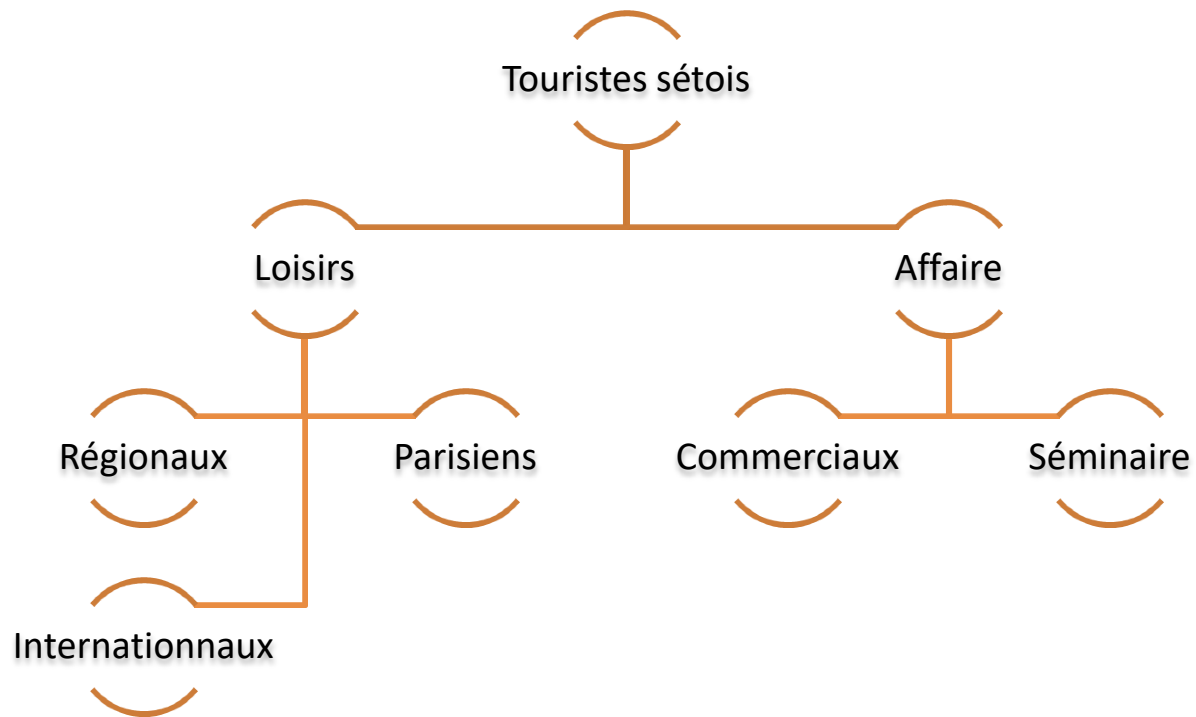 Touristes sétois
Loisirs
Affaire
Régionaux
Parisiens
Commerciaux
Séminaire
Internationnaux